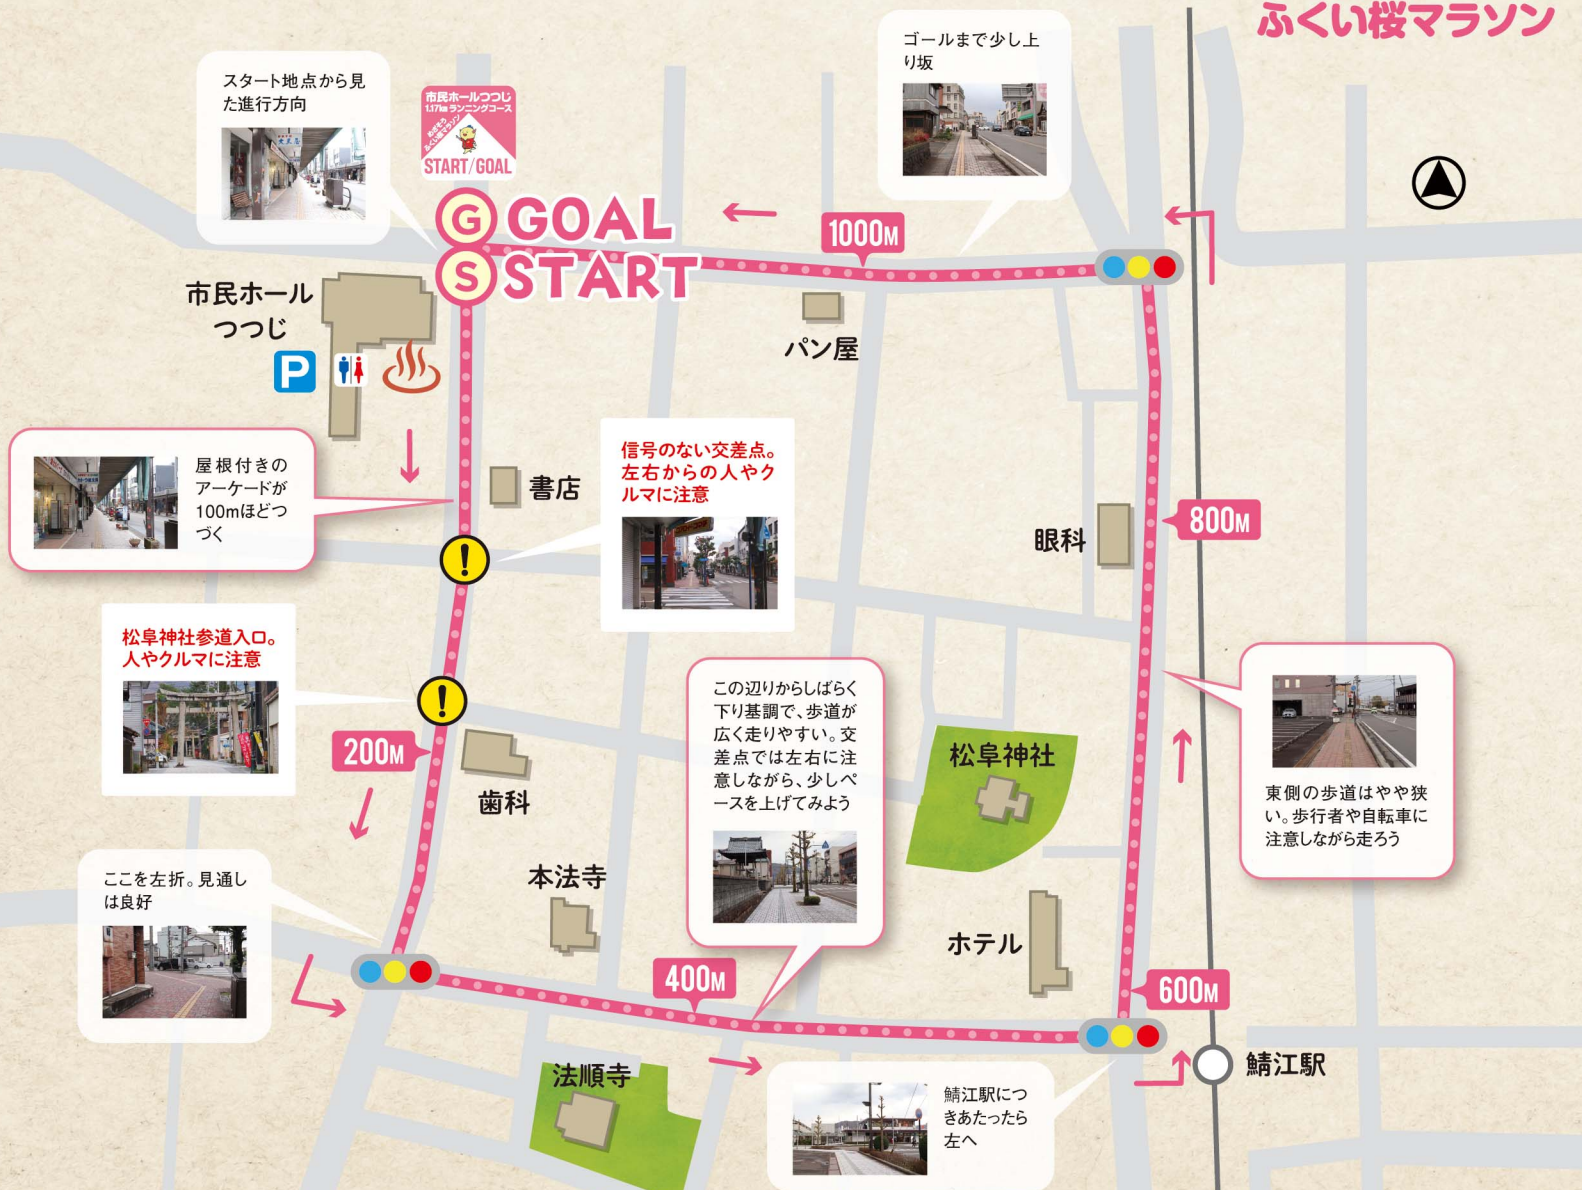 ふくい桜マラソン
スタート地点から見
た進行方向
市民ホールつつじ
1.17km ランニングコース
めざそう
ふくい桜マラソン
START/GOAL
ゴールまで少し上
り坂
G GOAL
S START
1000M
市民ホール
つつじ
P
パン屋
屋根付きの
アーケードが
100mほどつ
づく
書店
信号のない交差点。
左右からの人やク
ルマに注意
眼科
800M
松阜神社参道入口。
人やクルマに注意
200M
歯科
この辺りからしばらく
下り基調で、歩道が
広く走りやすい。交
差点では左右に注
意しながら、少しペ
ースを上げてみよう
松阜神社
東側の歩道はやや狭
い。歩行者や自転車に
注意しながら走ろう
ここを左折。見通し
は良好
本法寺
ホテル
400M
600M
法順寺
鯖江駅につ
きあたったら
左へ
鯖江駅